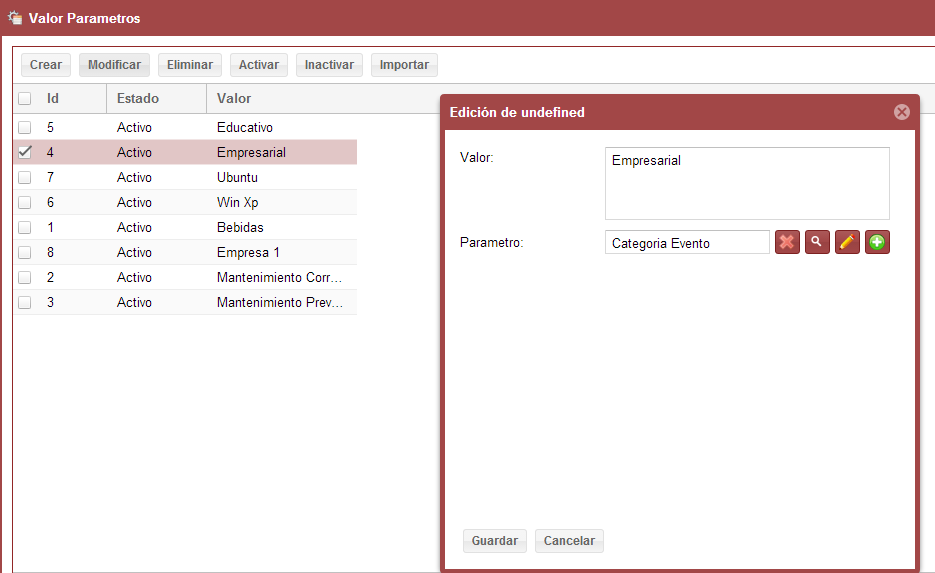 Valor Parametros
Crear Modificar Eliminar Activar Inactivar Importar
Id Estado Valor
5 Activo Educativo
4 Activo Empresarial
7 Activo Ubuntu
6 Activo Win Xp
1 Activo Bebidas
8 Activo Empresa 1
2 Activo Mantenimiento Corr...
3 Activo Mantenimiento Prev...
Edición de undefined
Valor: Empresarial
Parametro: Categoria Evento
Guardar Cancelar